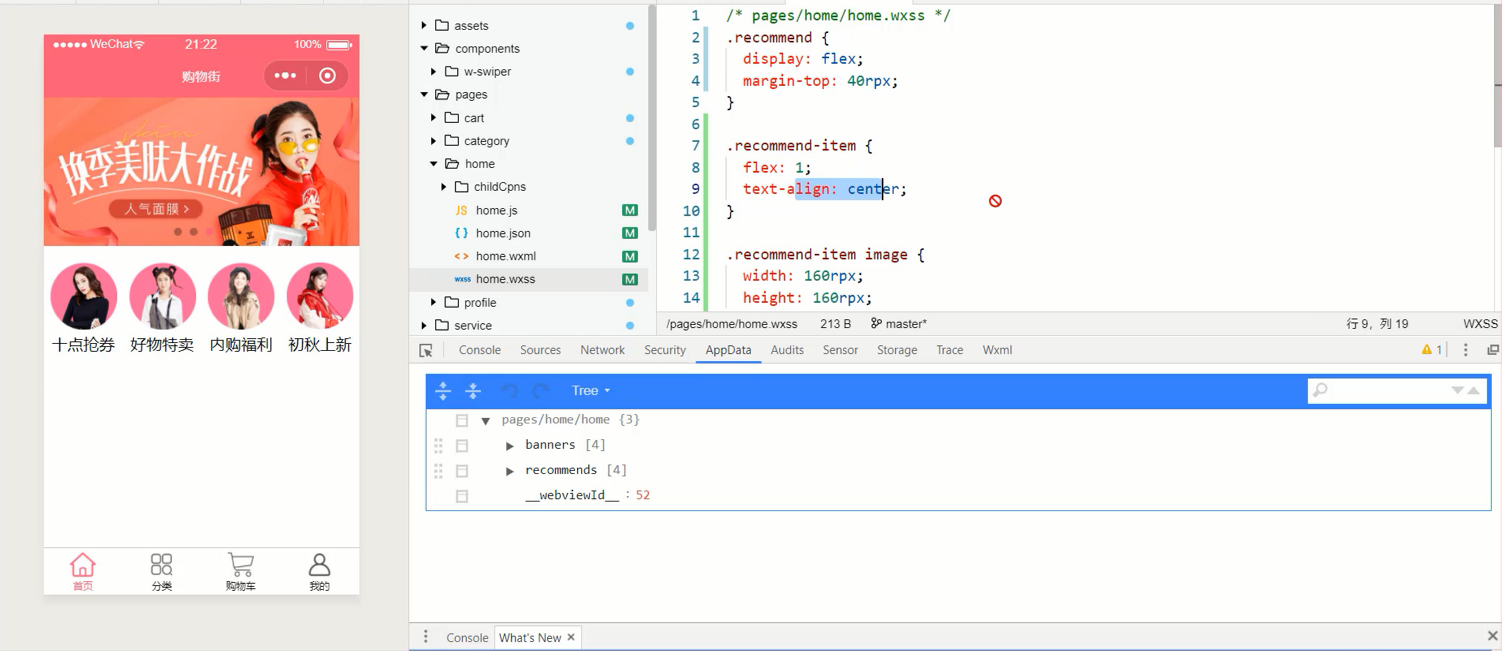 WeChat
21:22
100%
购物街
换季美肤大作战
人气面膜 >
十点抢券
好物特卖
内购福利
初秋上新
首页
分类
购物车
我的
assets
components
w-swiper
pages
cart
category
home
childCpns
JS home.js M
{ } home.json M
< > home.wxml M
wxss home.wxss M
profile
service
1 /* pages/home/home.wxss */
2 .recommend {
3 display: flex;
4 margin-top: 40rpx;
5 }
6
7 .recommend-item {
8 flex: 1;
9 text-align: center;
10 }
11
12 .recommend-item image {
13 width: 160rpx;
14 height: 160rpx;
/pages/home/home.wxss 213 B master* 行 9，列 19 WXSS
Console Sources Network Security AppData Audits Sensor Storage Trace Wxml 1
Tree
pages/home/home {3}
banners [4]
recommends [4]
__webviewId__ : 52
Console What's New ×